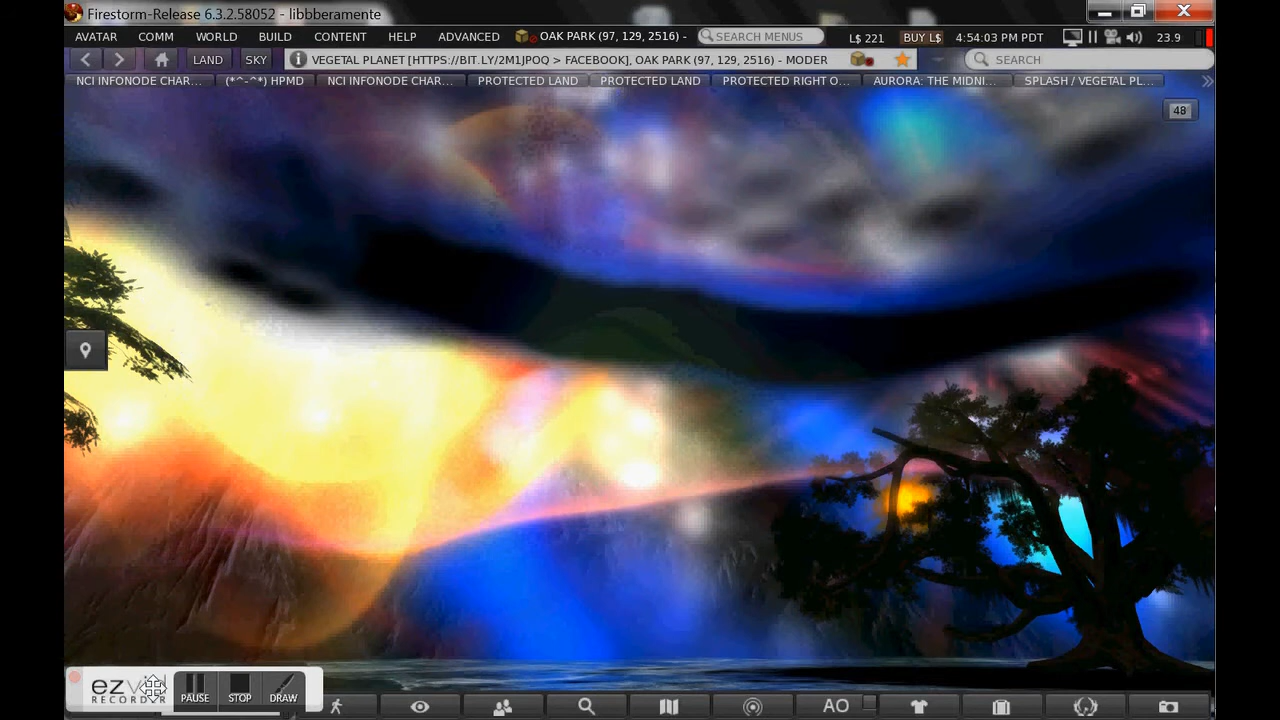 Firestorm-Release 6.3.2.58052 - libbberamente
AVATAR COMM WORLD BUILD CONTENT HELP ADVANCED OAK PARK (97, 129, 2516) - SEARCH MENUS L$ 221 BUY L$ 4:54:03 PM PDT 23.9
LAND SKY VEGETAL PLANET [HTTPS://BIT.LY/2N1JPOQ > FACEBOOK], OAK PARK (97, 129, 2516) - MODER SEARCH
NCI INFONODE CHAR... (*^-^*) HPMD NCI INFONODE CHAR... PROTECTED LAND PROTECTED LAND PROTECTED RIGHT O... AURORA: THE MIDNI... SPLASH / VEGETAL PL...
48
PAUSE STOP DRAW
RECORDER
AO